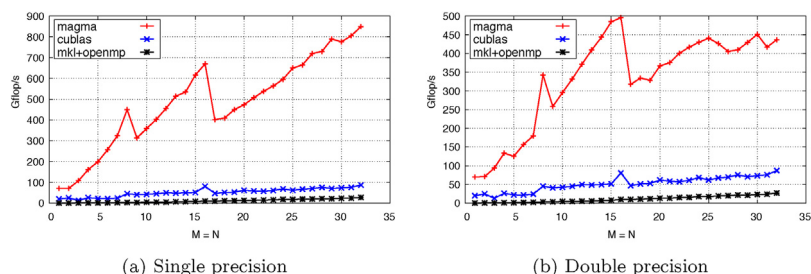 magma
cublas
mkl+openmp
Gflop/s
900
800
700
600
500
400
300
200
100
0
0 5 10 15 20 25 30 35
M = N
(a) Single precision
magma
cublas
mkl+openmp
Gflop/s
500
450
400
350
300
250
200
150
100
50
0
0 5 10 15 20 25 30 35
M = N
(b) Double precision